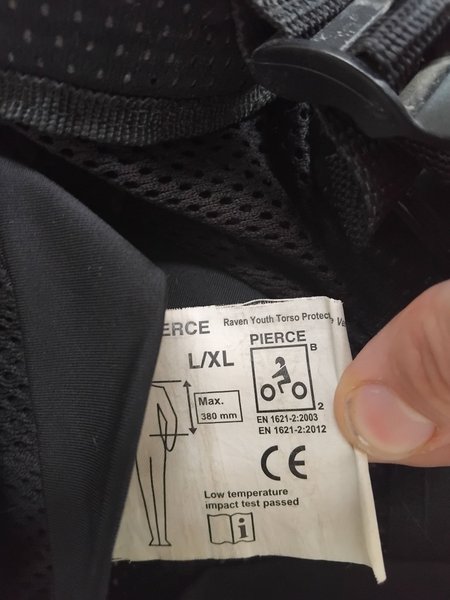 ERCE Raven Youth Torso Protect,
L/XL
PIERCE
B
Max.
380 mm
2
EN 1621-2:2003
EN 1621-2:2012
CE
Low temperature
impact test passed
i